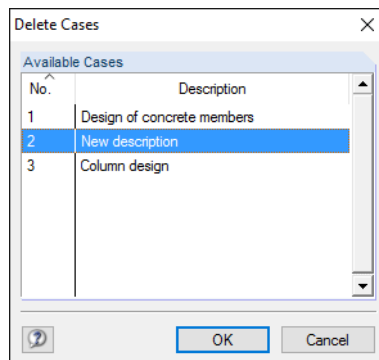 Delete Cases
Available Cases
No. Description
1 Design of concrete members
2 New description
3 Column design
OK Cancel